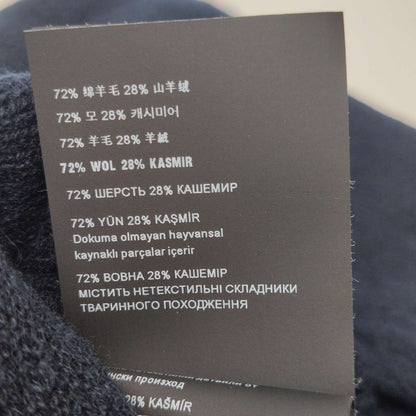 72% 绵羊毛 28% 山羊绒
72% 모 28% 캐시미어
72% 羊毛 28% 羊絨
72% WOL 28% KASMIR
72% ШЕРСТЬ 28% КАШЕМИР
72% YÜN 28% KAŞMİR
Dokuma olmayan hayvansal
kaynaklı parçalar içerir
72% ВОВНА 28% КАШЕМІР
МІСТИТЬ НЕТЕКСТИЛЬНІ СКЛАДНИКИ
ТВАРИННОГО ПОХОДЖЕННЯ
происход
28% KAŠMÍR